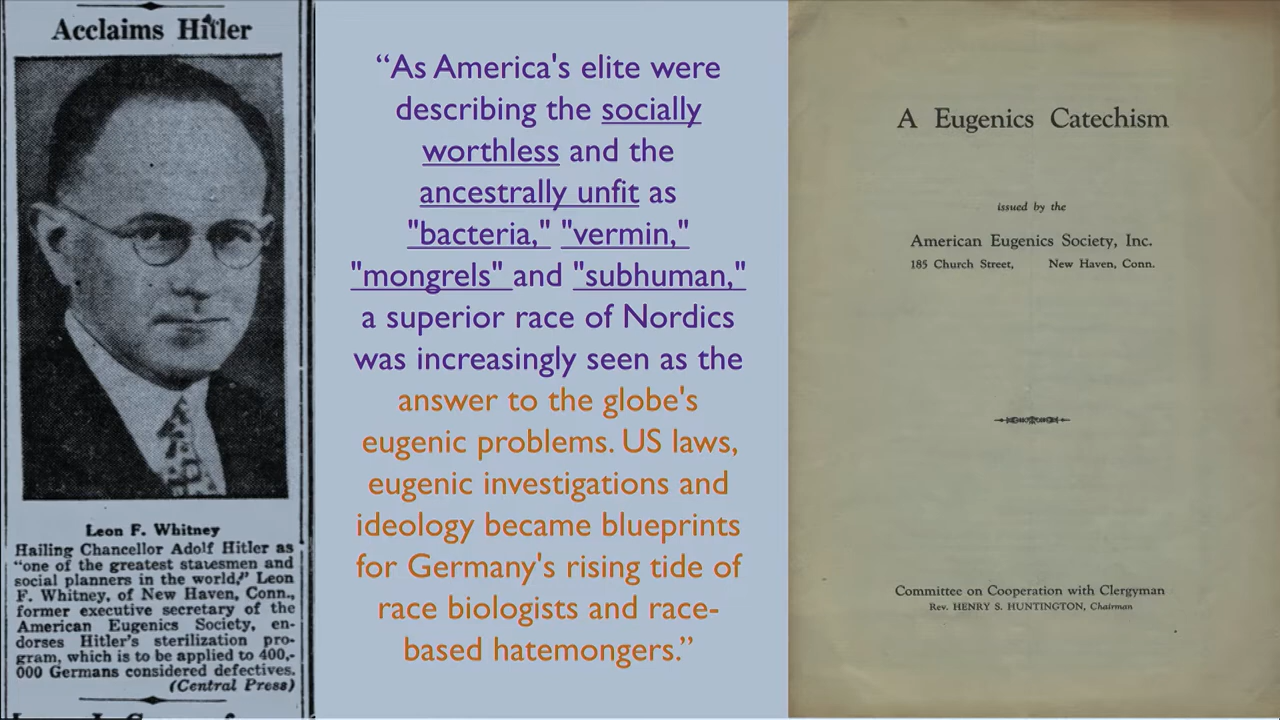 Acclaims Hitler
Leon F. Whitney
Hailing Chancellor Adolf Hitler as
"one of the greatest statesmen and
social planners in the world," Leon
F. Whitney, of New Haven, Conn.,
former executive secretary of the
American Eugenics Society, en-
dorses Hitler's sterilization pro-
gram, which is to be applied to 400,-
000 Germans considered defectives.
(Central Press)
“As America's elite were
describing the socially
worthless and the
ancestrally unfit as
"bacteria," "vermin,"
"mongrels" and "subhuman,"
a superior race of Nordics
was increasingly seen as the
answer to the globe's
eugenic problems. US laws,
eugenic investigations and
ideology became blueprints
for Germany's rising tide of
race biologists and race-
based hatemongers.”
A Eugenics Catechism
issued by the
American Eugenics Society, Inc.
185 Church Street, New Haven, Conn.
Committee on Cooperation with Clergyman
Rev. HENRY S. HUNTINGTON, Chairman